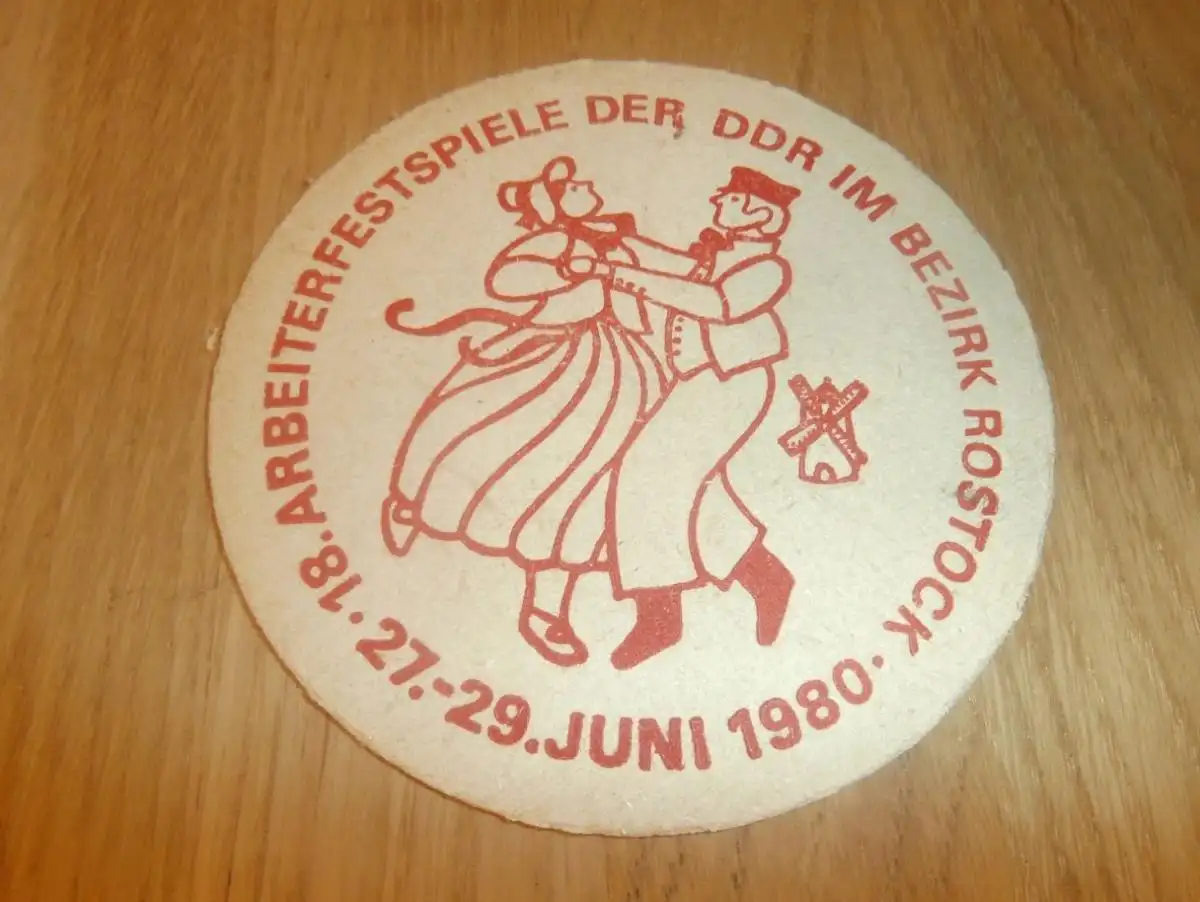 18. ARBEITERFESTSPIELE DER DDR IM BEZIRK ROSTOCK ·
27.-29. JUNI 1980 ·